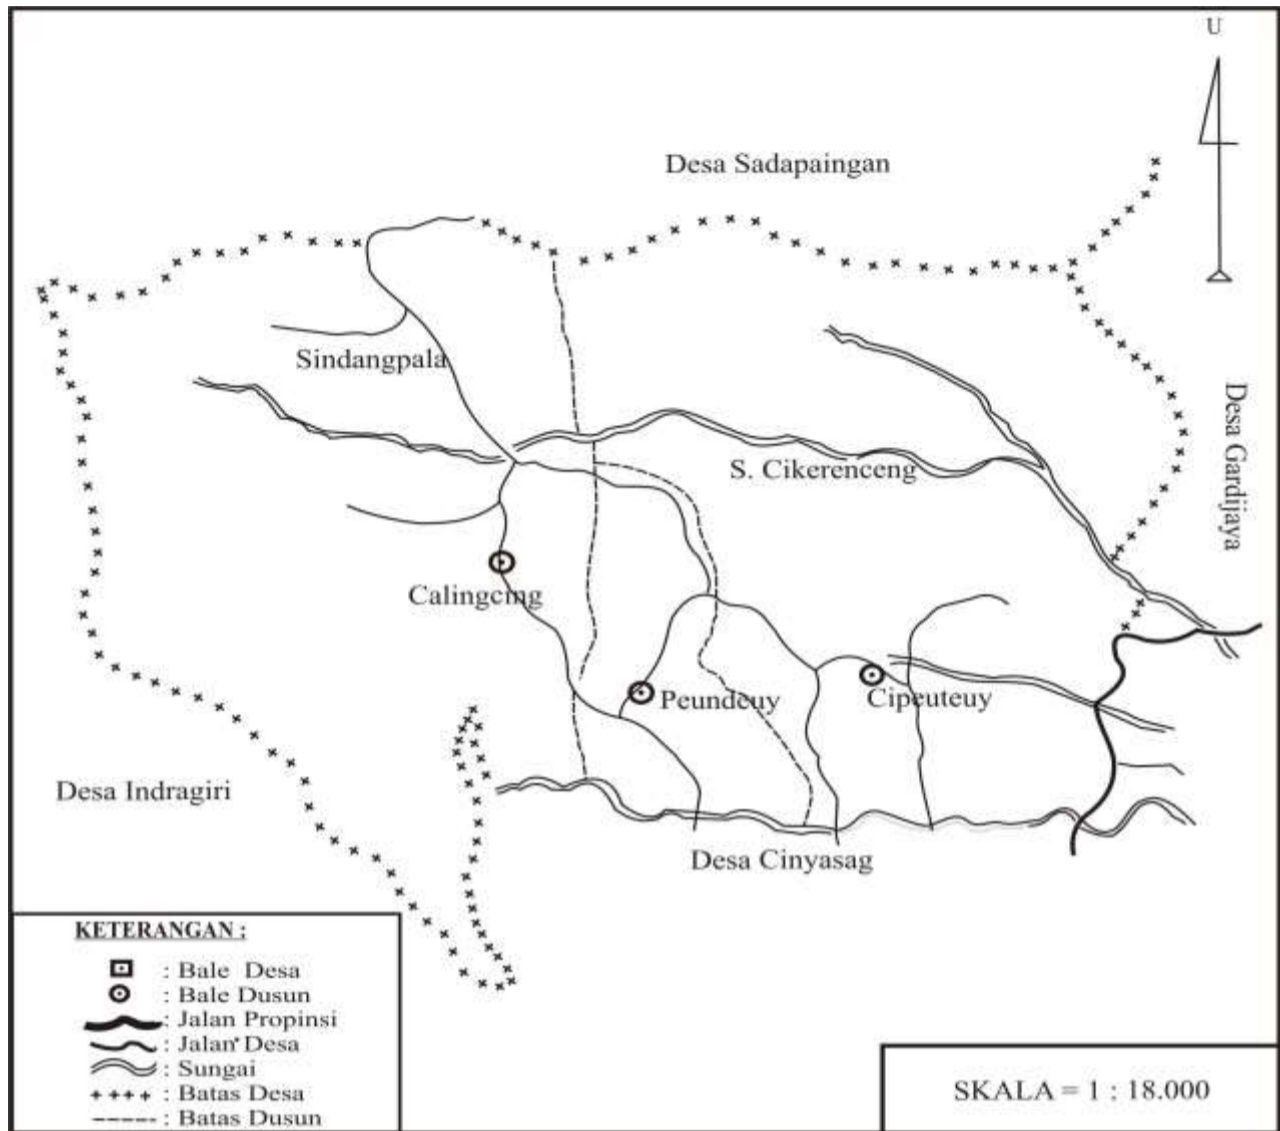 U
Desa Sadapaingan
Sindangpala
Desa Gardijaya
S. Cikerenceng
Calingcing
Peundeuy
Cipeuteuy
Desa Indragiri
Desa Cinyasag
KETERANGAN :
: Bale Desa
: Bale Dusun
: Jalan Propinsi
: Jalan Desa
: Sungai
: Batas Desa
: Batas Dusun
SKALA = 1 : 18.000